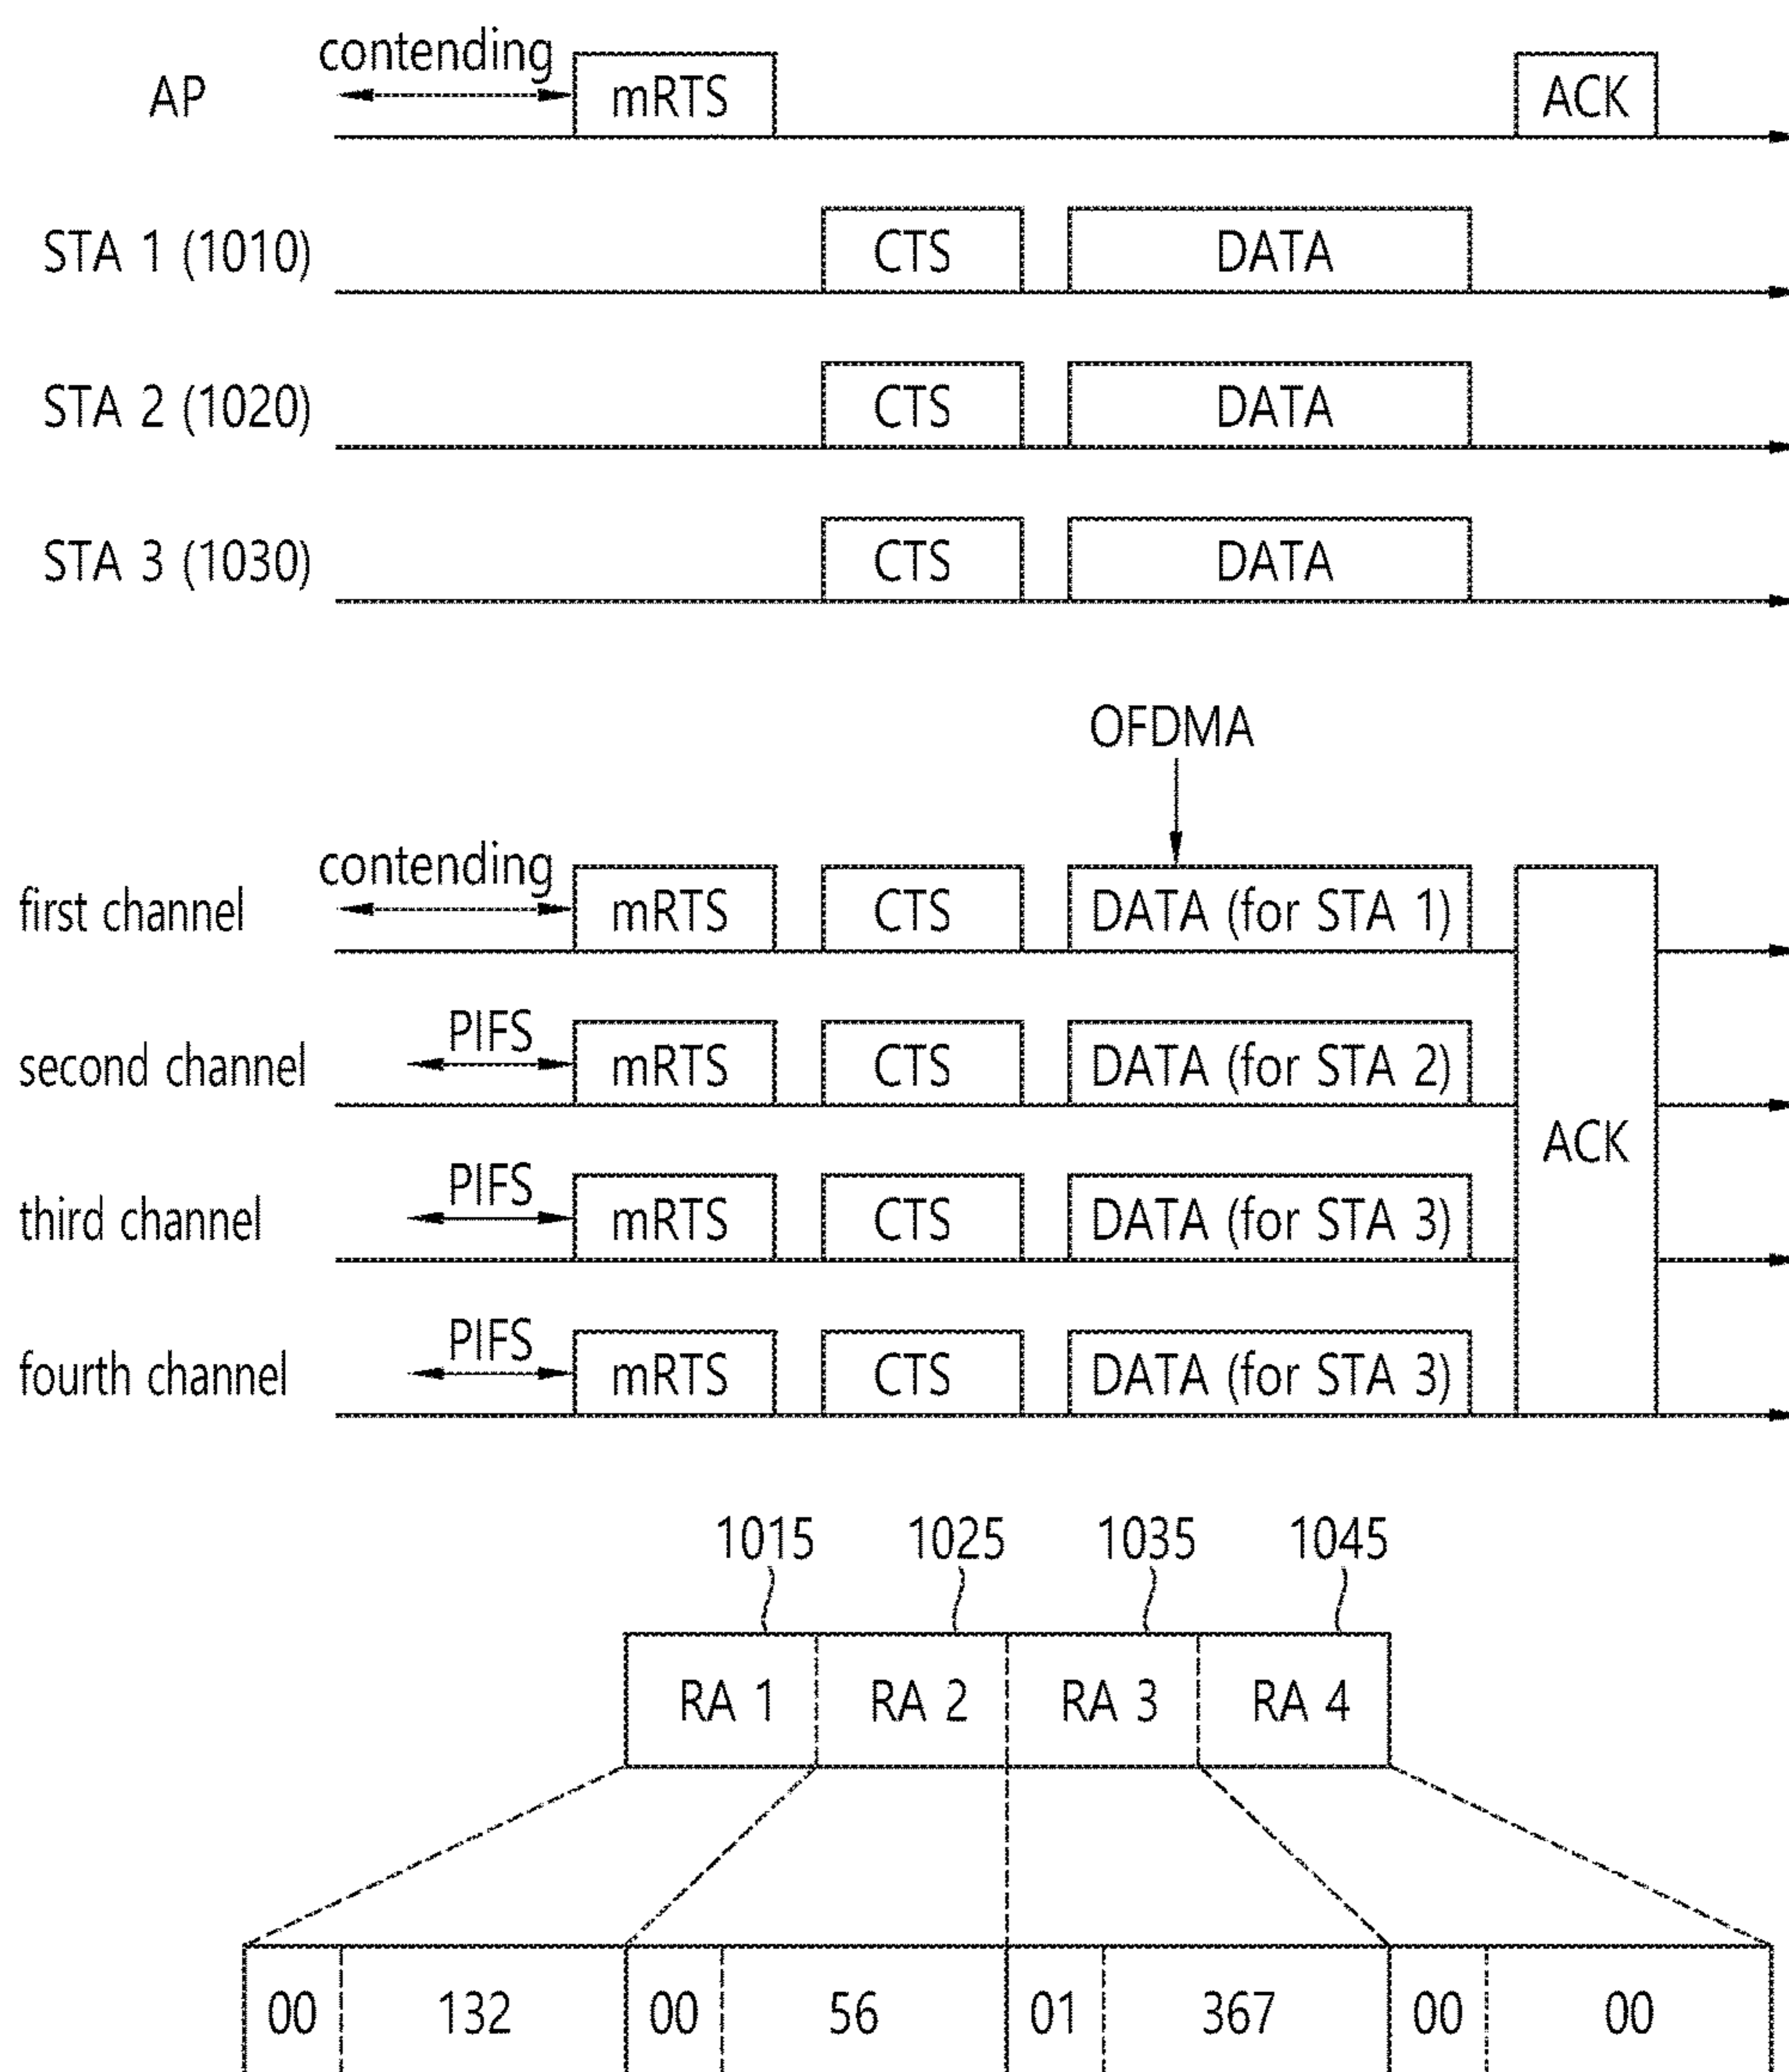 contending
AP mRTS ACK
STA 1 (1010) CTS DATA
STA 2 (1020) CTS DATA
STA 3 (1030) CTS DATA
OFDMA
contending
first channel mRTS CTS DATA (for STA 1)
PIFS
second channel mRTS CTS DATA (for STA 2)
ACK
PIFS
third channel mRTS CTS DATA (for STA 3)
PIFS
fourth channel mRTS CTS DATA (for STA 3)
1015 1025 1035 1045
RA 1 RA 2 RA 3 RA 4
00 132 00 56 01 367 00 00